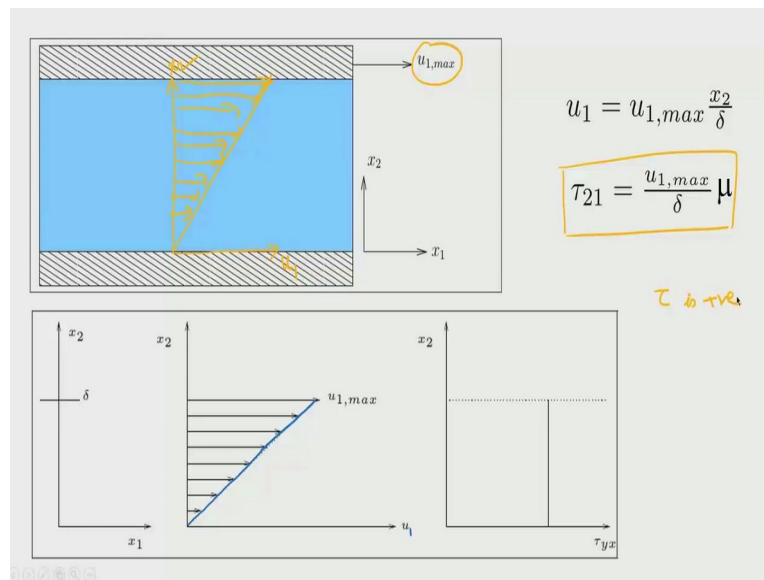 u₁,max
x₂
x₁
u₁
u₁ = u₁,max x₂/δ
τ₂₁ = u₁,max/δ μ
τ is +ve
x₂
δ
x₁
x₂
u₁,max
u₁
x₂
τyx